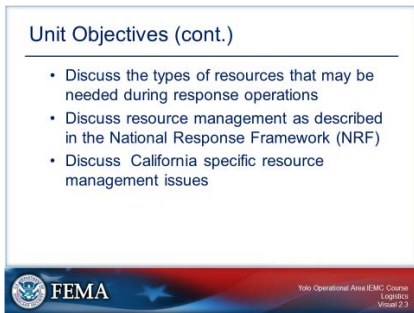 Unit Objectives (cont.)
• Discuss the types of resources that may be
needed during response operations
• Discuss resource management as described
in the National Response Framework (NRF)
• Discuss California specific resource
management issues
FEMA
Yolo Operational Area IEMC Course
Logistics
Visual 2.3